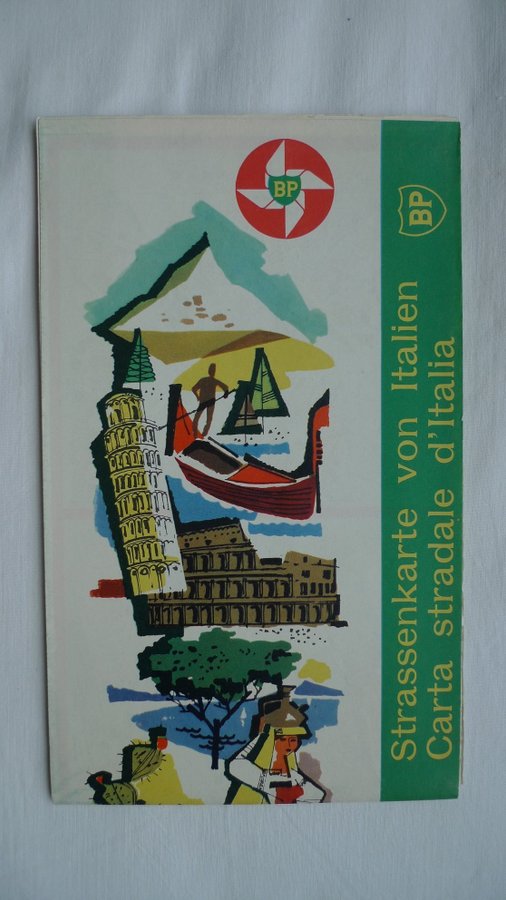 BP
BP
Strassenkarte von Italien
Carta stradale d'Italia